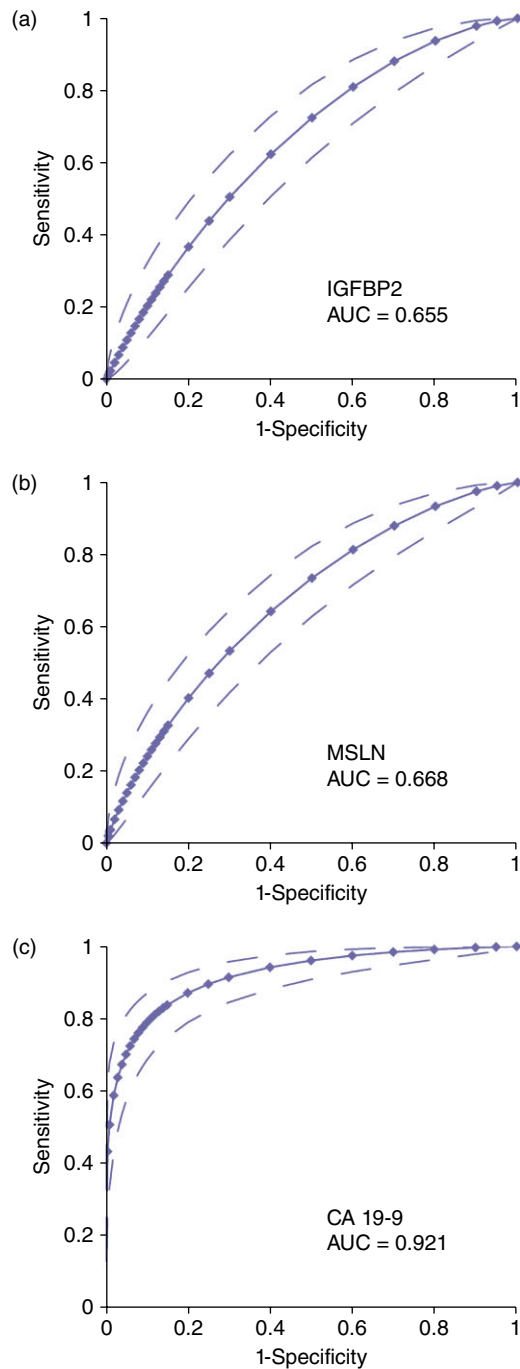 (a)
1
0.8
0.6
0.4
0.2
0
Sensitivity
IGFBP2
AUC = 0.655
0 0.2 0.4 0.6 0.8 1
1-Specificity
(b)
1
0.8
0.6
0.4
0.2
0
Sensitivity
MSLN
AUC = 0.668
0 0.2 0.4 0.6 0.8 1
1-Specificity
(c)
1
0.8
0.6
0.4
0.2
0
Sensitivity
CA 19-9
AUC = 0.921
0 0.2 0.4 0.6 0.8 1
1-Specificity